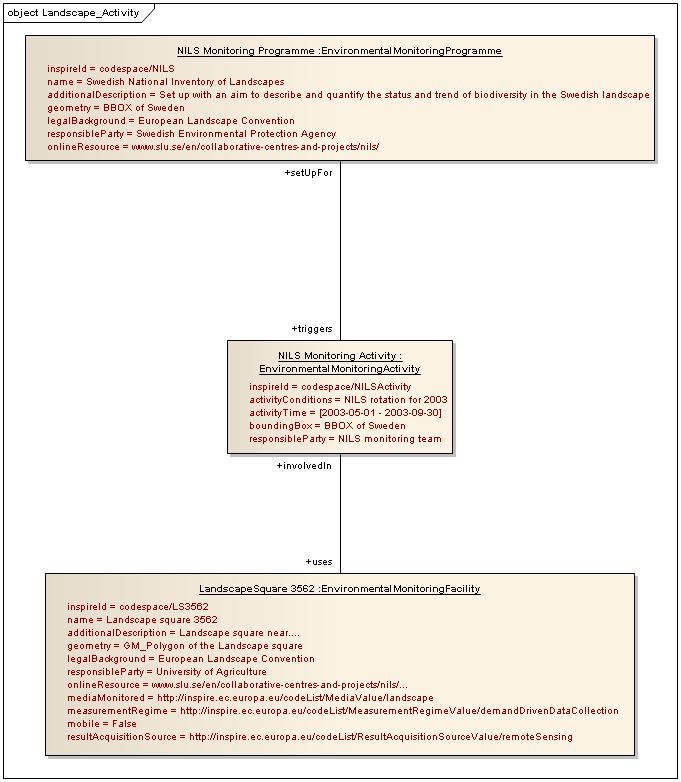 object Landscape_Activity
NILS Monitoring Programme :EnvironmentalMonitoringProgramme
inspireId = codespace/NILS
name = Swedish National Inventory of Landscapes
additionalDescription = Set up with an aim to describe and quantify the status and trend of biodiversity in the Swedish landscape
geometry = BBOX of Sweden
legalBackground = European Landscape Convention
responsibleParty = Swedish Environmental Protection Agency
onlineResource = www.slu.se/en/collaborative-centres-and-projects/nils/
+setUpFor
+triggers
NILS Monitoring Activity :
EnvironmentalMonitoringActivity
inspireId = codespace/NILSActivity
activityConditions = NILS rotation for 2003
activityTime = [2003-05-01 - 2003-09-30]
boundingBox = BBOX of Sweden
responsibleParty = NILS monitoring team
+involvedIn
+uses
LandscapeSquare 3562 :EnvironmentalMonitoringFacility
inspireId = codespace/LS3562
name = Landscape square 3562
additionalDescription = Landscape square near....
geometry = GM_Polygon of the Landscape square
legalBackground = European Landscape Convention
responsibleParty = University of Agriculture
onlineResource = www.slu.se/en/collaborative-centres-and-projects/nils/...
mediaMonitored = http://inspire.ec.europa.eu/codeList/MediaValue/landscape
measurementRegime = http://inspire.ec.europa.eu/codeList/MeasurementRegimeValue/demandDrivenDataCollection
mobile = False
resultAcquisitionSource = http://inspire.ec.europa.eu/codeList/ResultAcquisitionSourceValue/remoteSensing